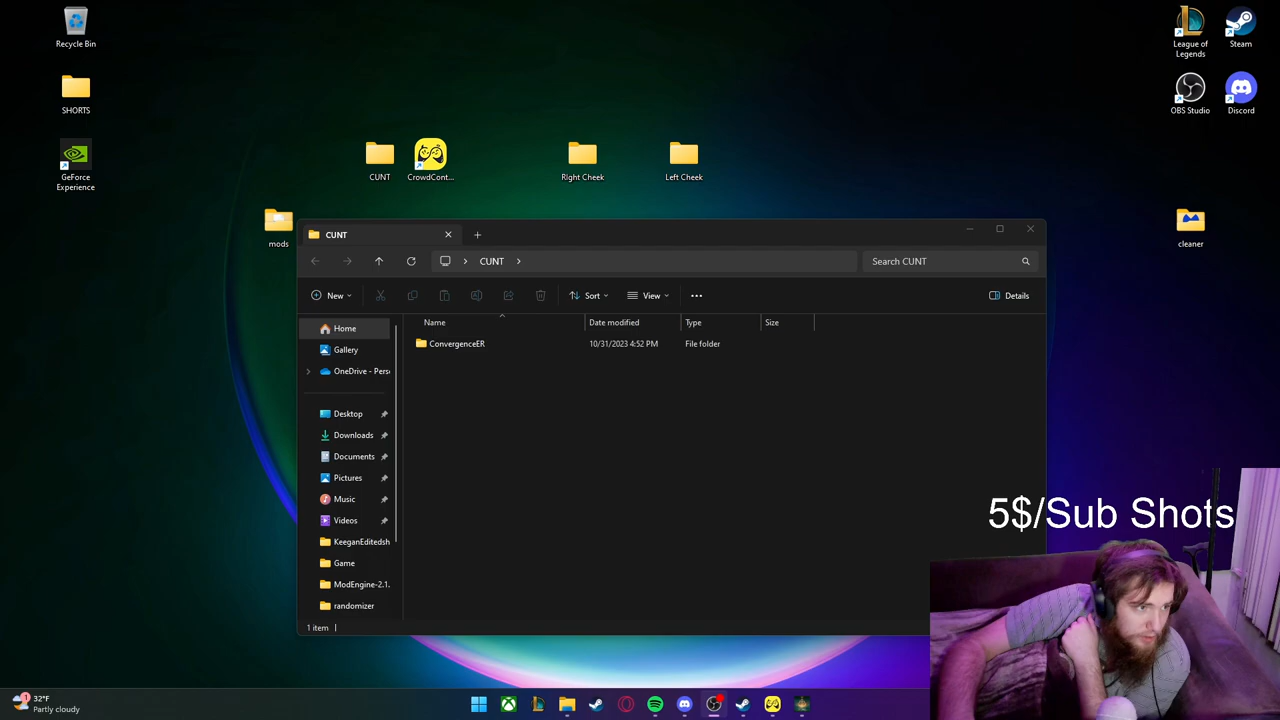 Recycle Bin
SHORTS
GeForce
Experience
mods
CUNT
CrowdCont...
Right Cheek
Left Cheek
League of
Legends
Steam
OBS Studio
Discord
cleaner
CUNT
CUNT
Search CUNT
New
Sort
View
Details
Home
Gallery
OneDrive - Pers
Desktop
Downloads
Documents
Pictures
Music
Videos
KeeganEditedsh
Game
ModEngine-2.1.
randomizer
Name
Date modified
Type
Size
ConvergenceER
10/31/2023 4:52 PM
File folder
1 item
5$/Sub Shots
1
32°F
Partly cloudy